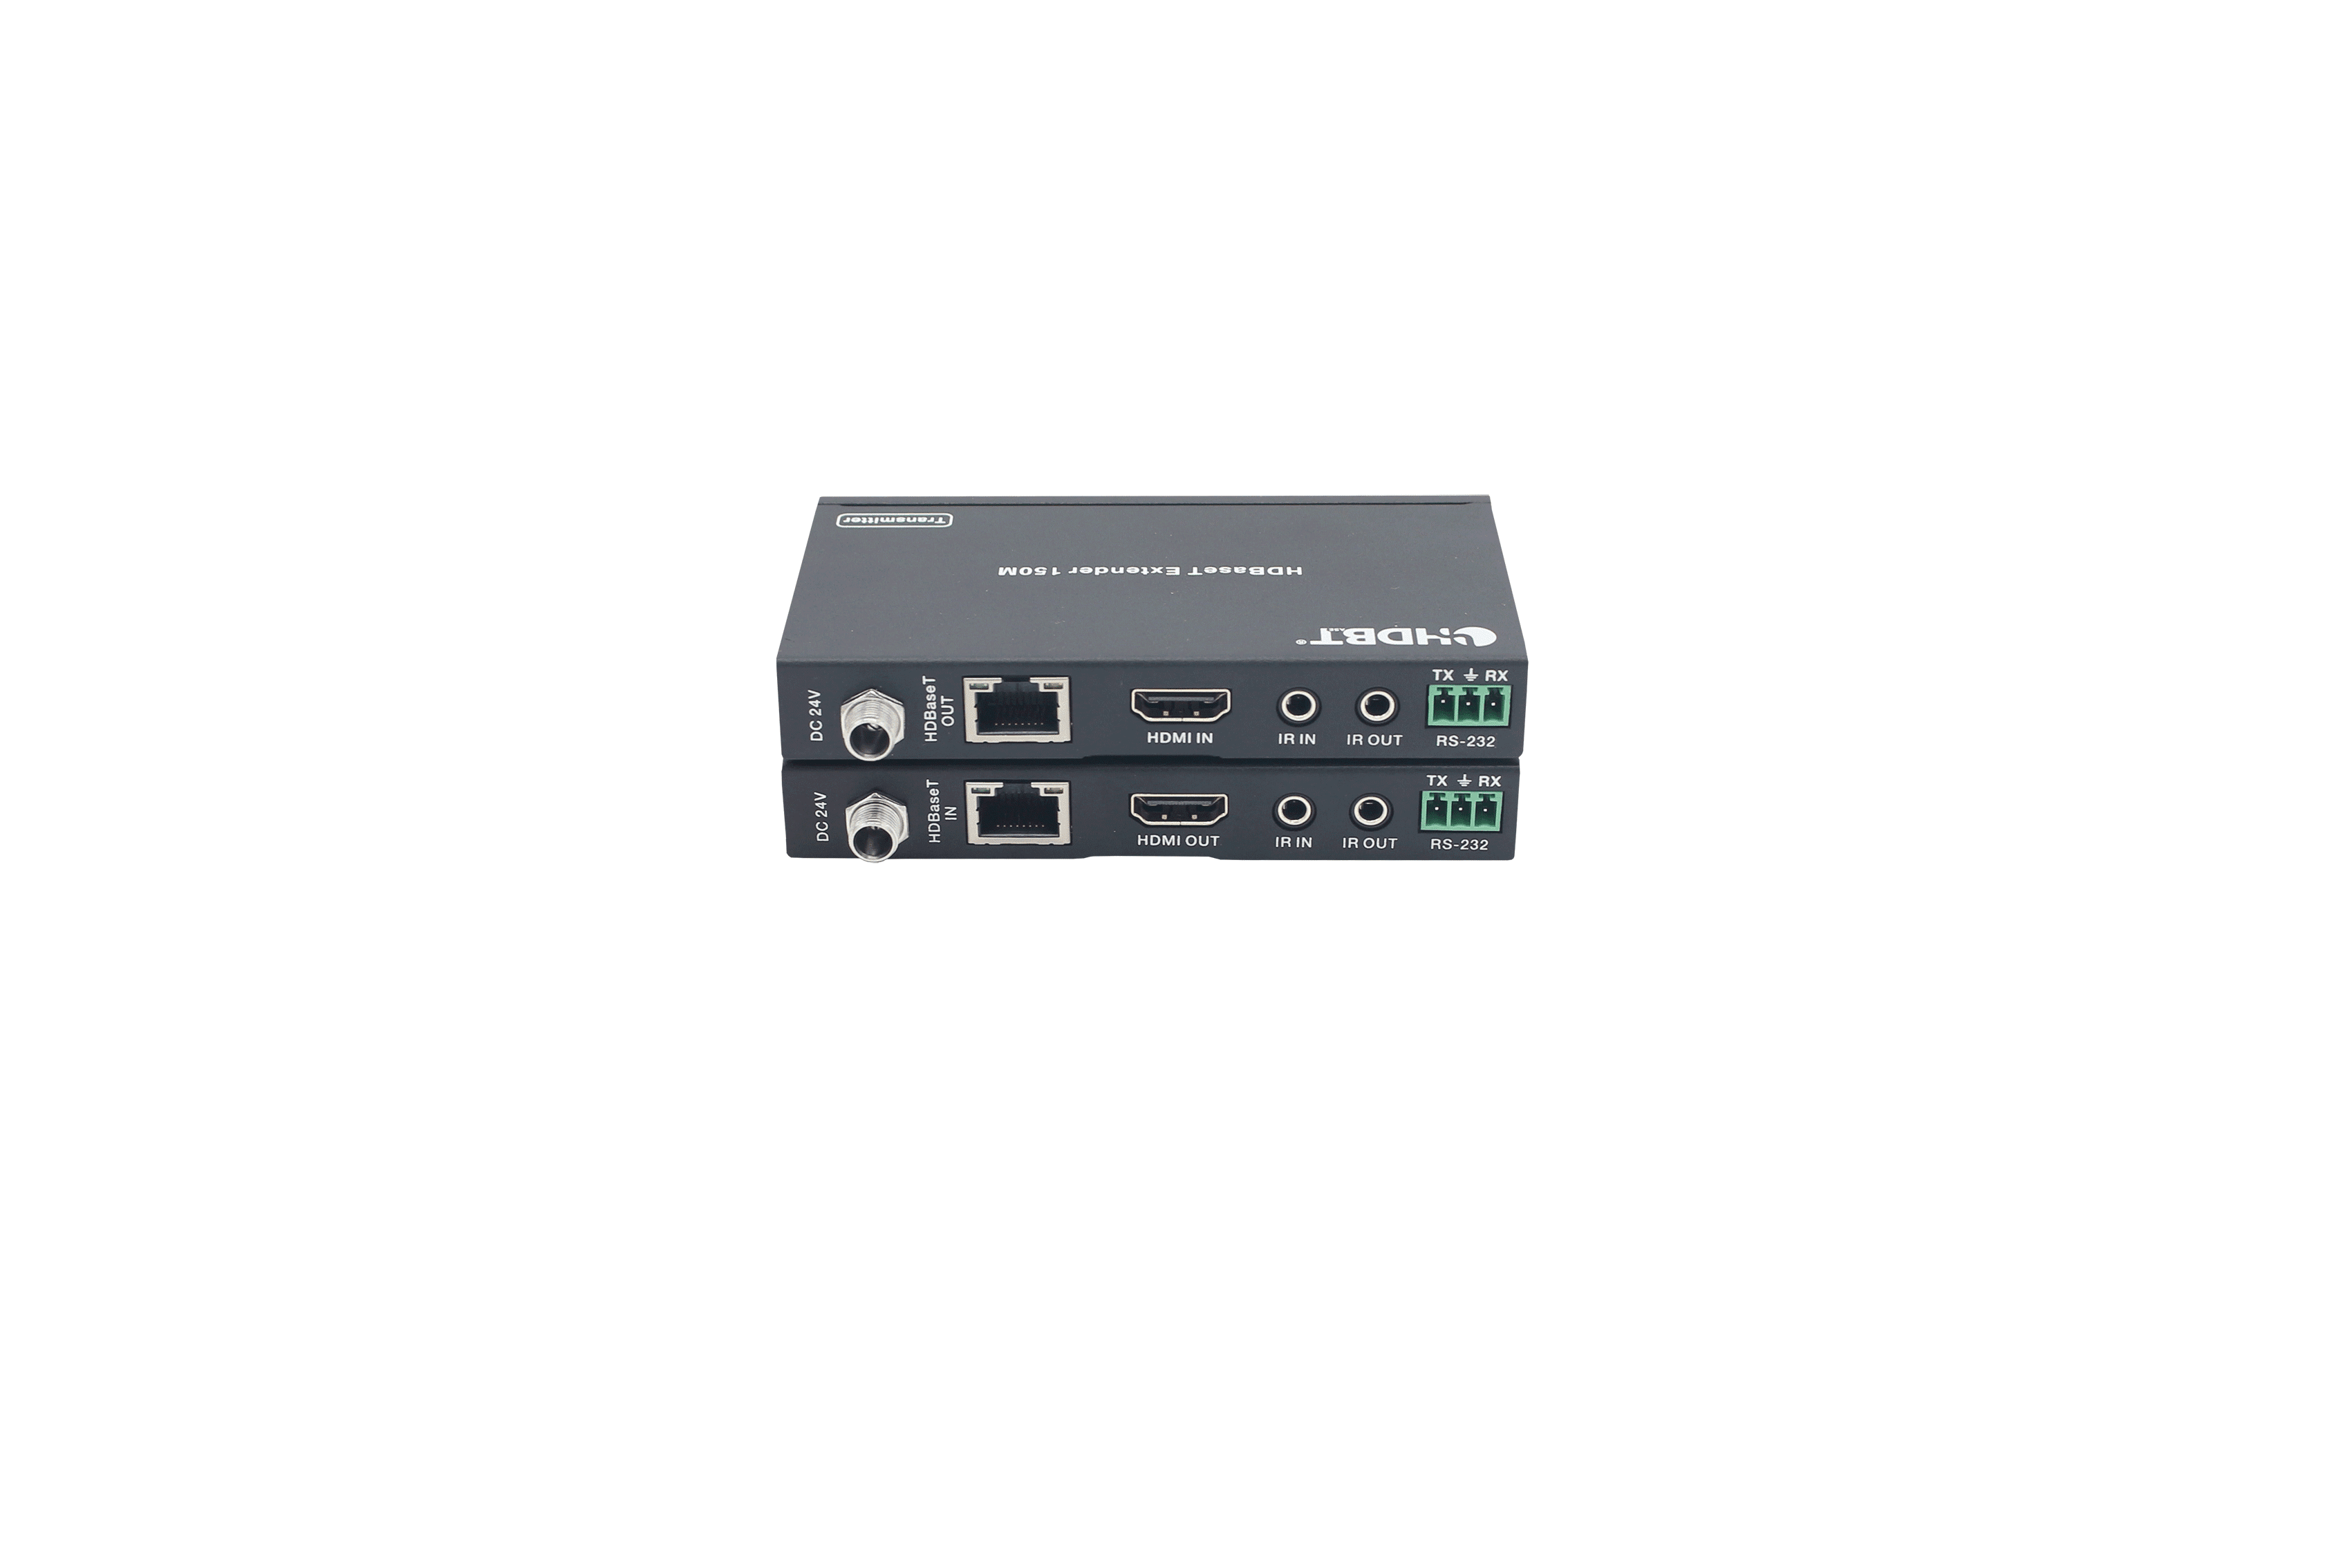 Transmitter
HDBaseT Extender 150M
HDBT®
DC 24V
HDBaseT
OUT
HDMI IN
IR IN
IR OUT
TX RX
RS-232
DC 24V
HDBaseT
IN
HDMI OUT
IR IN
IR OUT
TX RX
RS-232